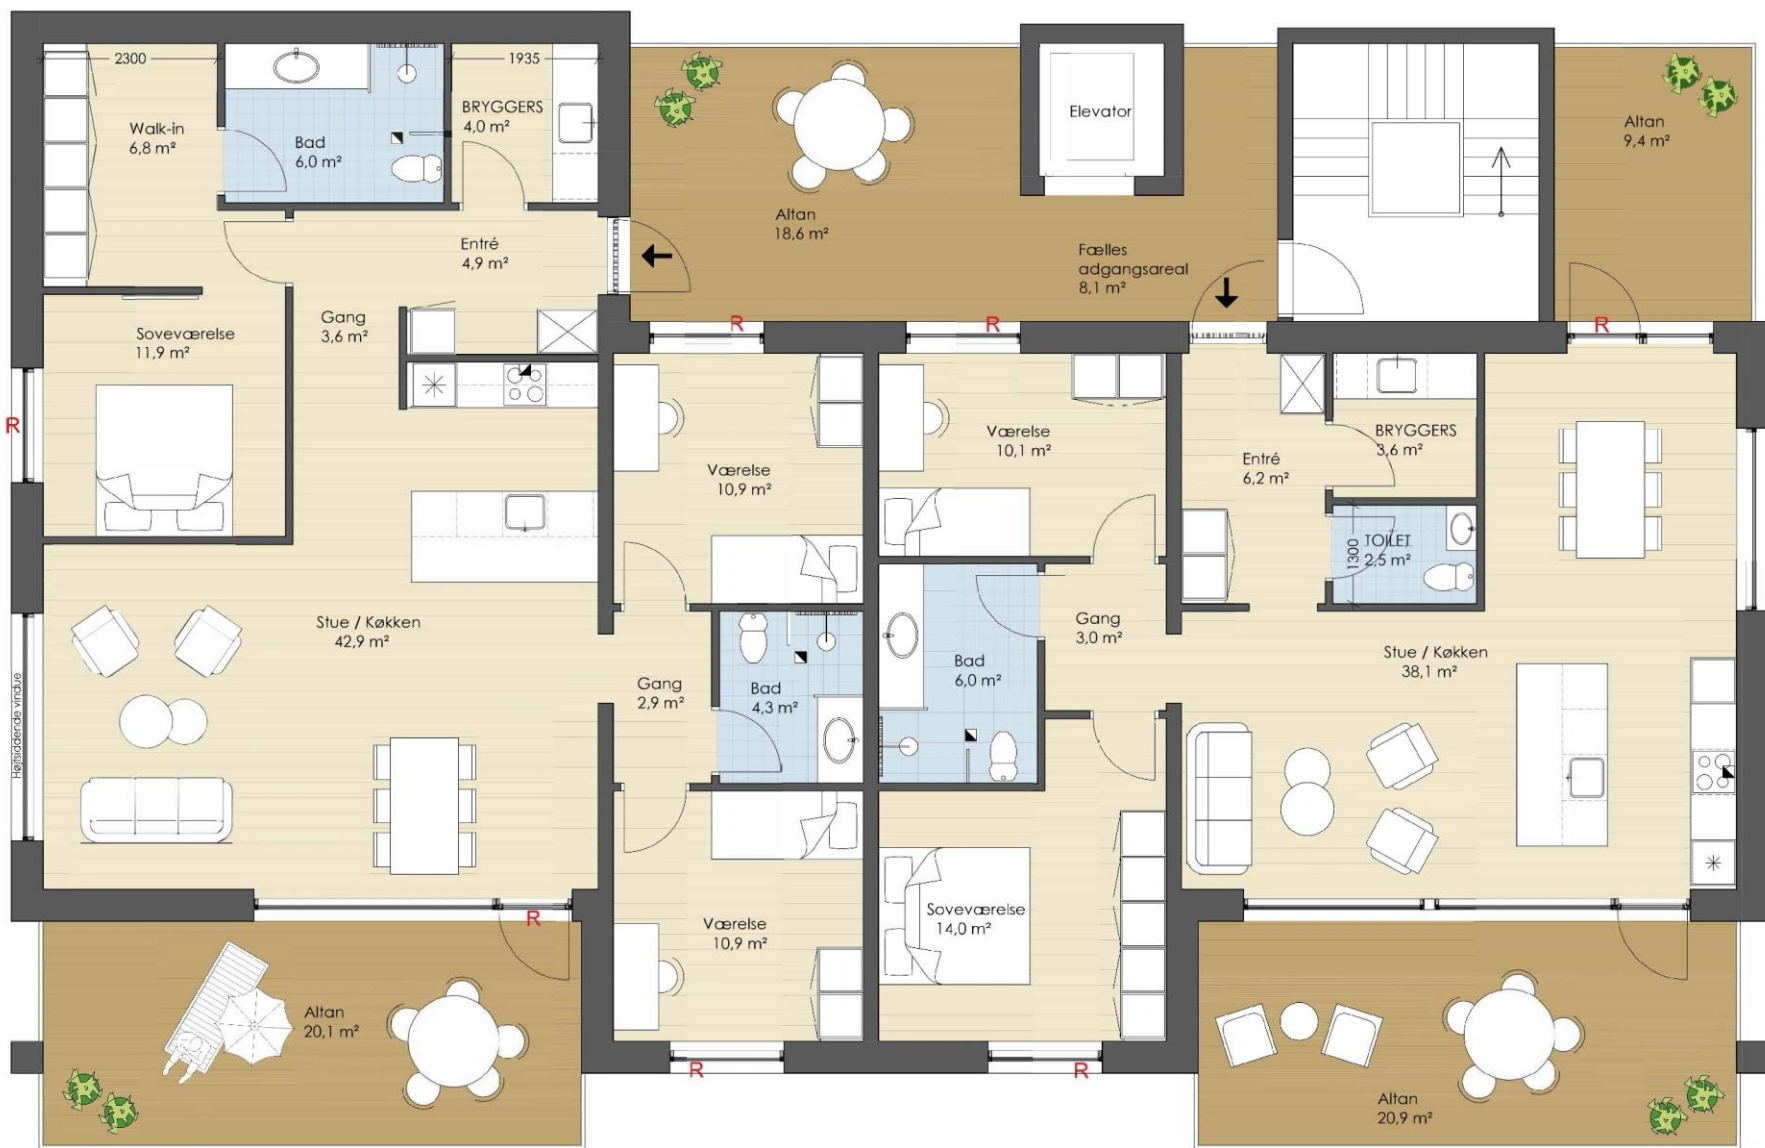 2300
1935
Walk-in
6,8 m²
Bad
6,0 m²
BRYGGERS
4,0 m²
Entré
4,9 m²
Gang
3,6 m²
Soveværelse
11,9 m²
R
Altan
18,6 m²
Elevator
Fælles
adgangsareal
8,1 m²
Altan
9,4 m²
R
R
R
Værelse
10,9 m²
Værelse
10,1 m²
Entré
6,2 m²
BRYGGERS
3,6 m²
1300
TOILET
2,5 m²
Stue / Køkken
42,9 m²
Højtsiddende vindue
Gang
2,9 m²
Bad
4,3 m²
Bad
6,0 m²
Gang
3,0 m²
Stue / Køkken
38,1 m²
Værelse
10,9 m²
Soveværelse
14,0 m²
R
Altan
20,1 m²
R
R
Altan
20,9 m²